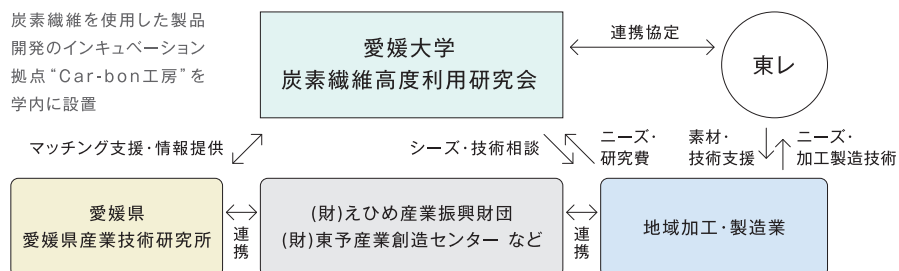 炭素繊維を使用した製品
開発のインキュベーション
拠点“Car-bon工房”を
学内に設置
愛媛大学
炭素繊維高度利用研究会
連携協定
東レ
マッチング支援・情報提供
シーズ・技術相談
ニーズ・
研究費
素材・
技術支援
ニーズ・
加工製造技術
愛媛県
愛媛県産業技術研究所
連携
(財)えひめ産業振興財団
(財)東予産業創造センター など
連携
地域加工・製造業